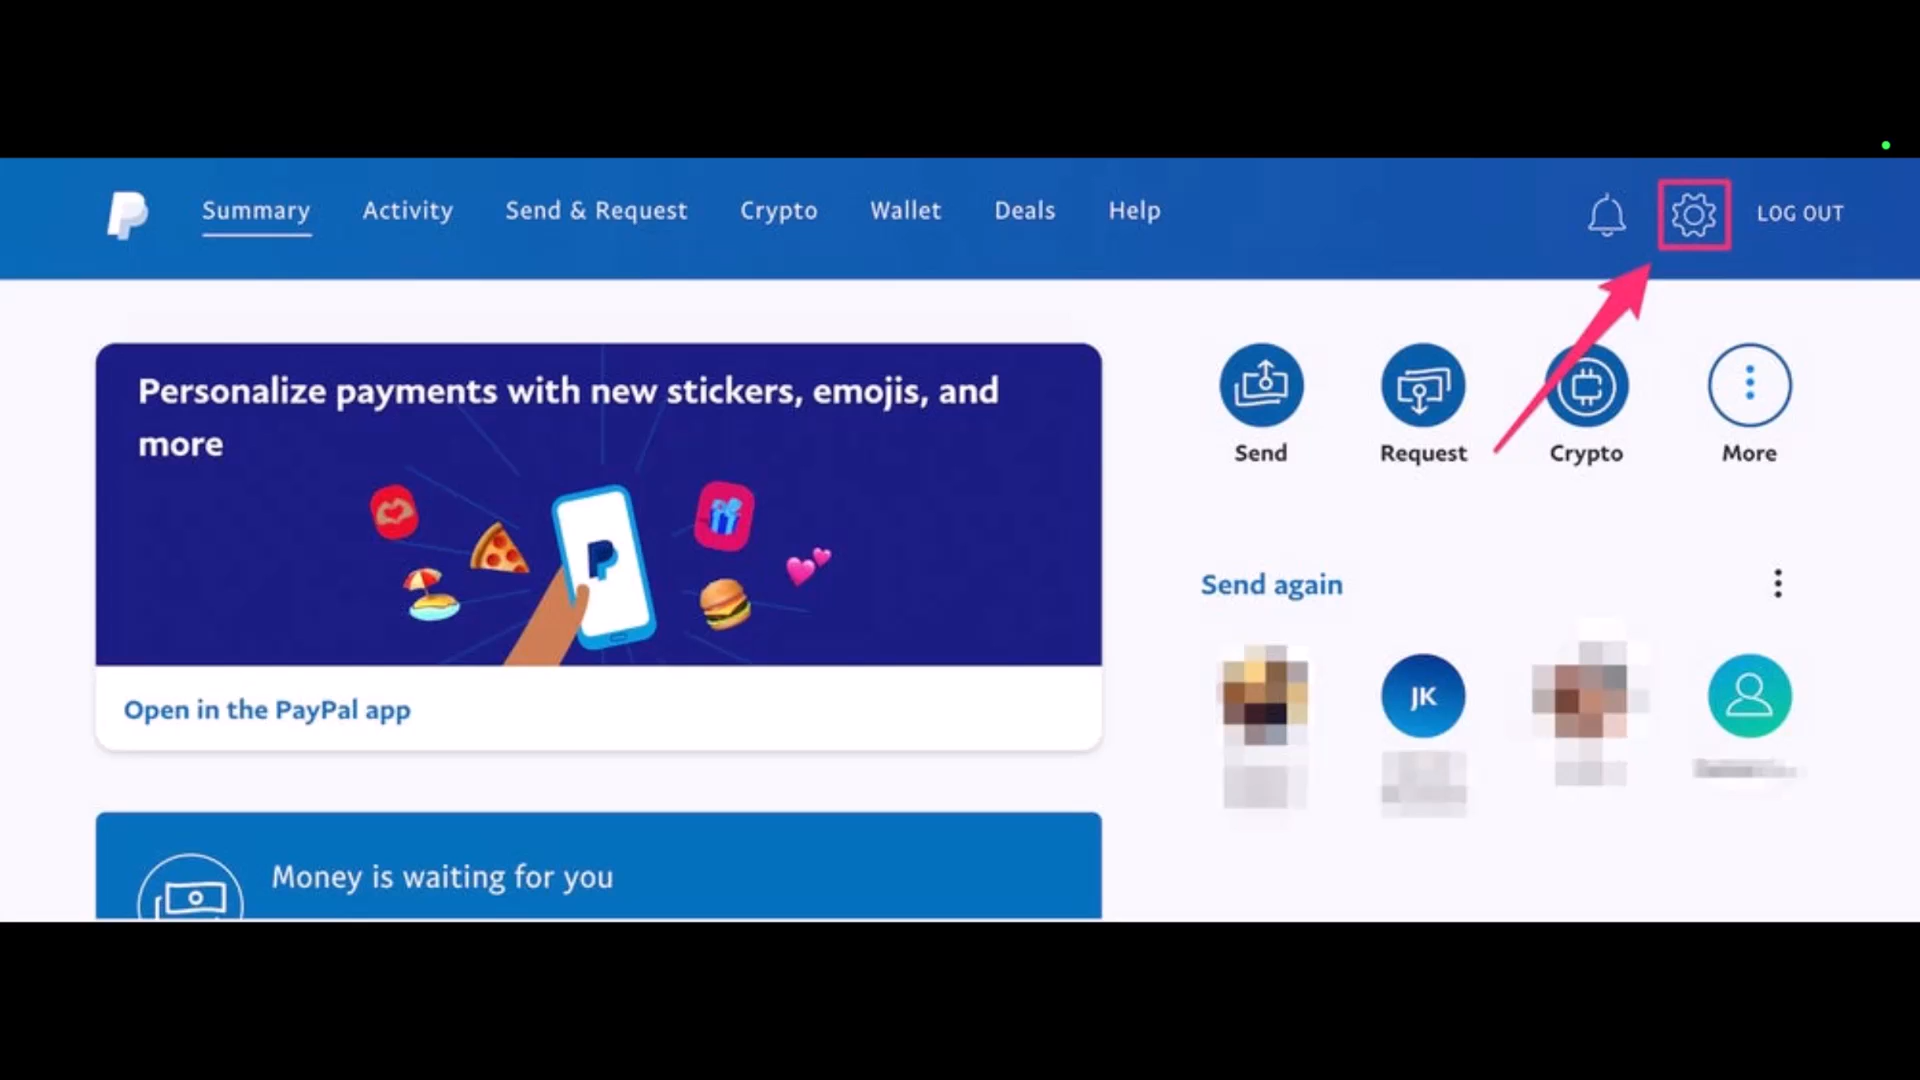 Summary Activity Send & Request Crypto Wallet Deals Help LOG OUT
Personalize payments with new stickers, emojis, and
more
Open in the PayPal app
Money is waiting for you
Send Request Crypto More
Send again
JK